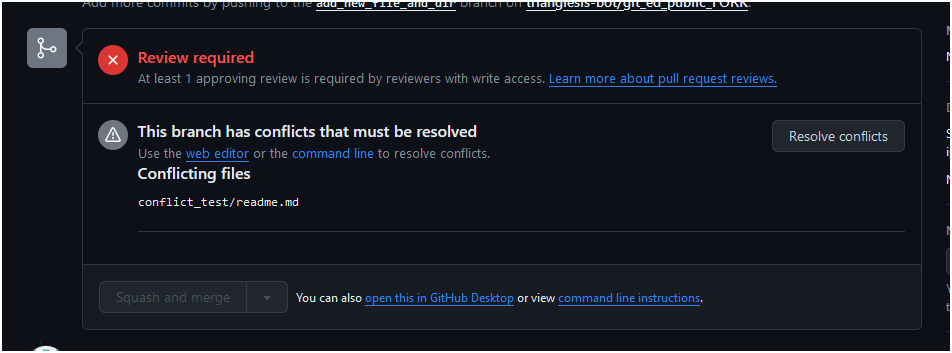 Add more commits by pushing to the add_new_file_and_dir branch on
Review required
At least 1 approving review is required by reviewers with write access. Learn more about pull request reviews.
This branch has conflicts that must be resolved
Resolve conflicts
Use the web editor or the command line to resolve conflicts.
Conflicting files
conflict_test/readme.md
Squash and merge
You can also open this in GitHub Desktop or view command line instructions.